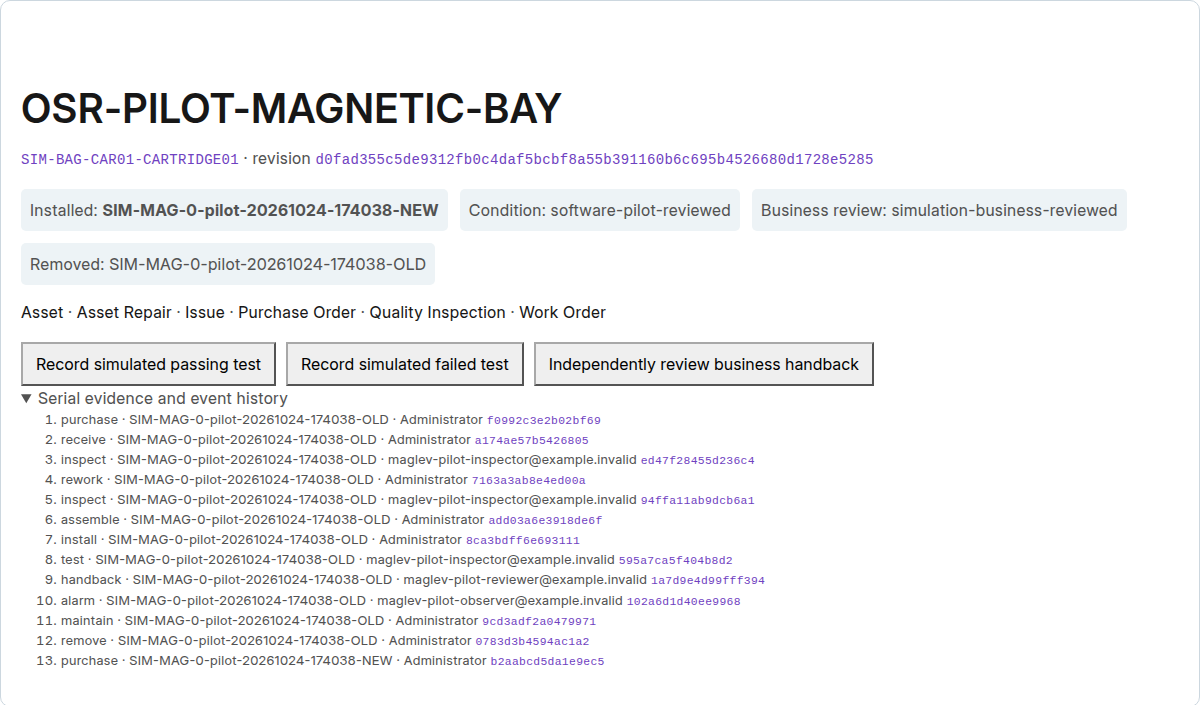 OSR-PILOT-MAGNETIC-BAY
SIM-BAG-CAR01-CARTRIDGE01 · revision d0fad355c5de9312fb0c4daf5bcbf8a55b391160b6c695b4526680d1728e5285
Installed: SIM-MAG-0-pilot-20261024-174038-NEW Condition: software-pilot-reviewed Business review: simulation-business-reviewed
Removed: SIM-MAG-0-pilot-20261024-174038-OLD
Asset · Asset Repair · Issue · Purchase Order · Quality Inspection · Work Order
Record simulated passing test Record simulated failed test Independently review business handback
▼ Serial evidence and event history
1. purchase · SIM-MAG-0-pilot-20261024-174038-OLD · Administrator f0992c3e2b02bf69
2. receive · SIM-MAG-0-pilot-20261024-174038-OLD · Administrator a174ae57b5426805
3. inspect · SIM-MAG-0-pilot-20261024-174038-OLD · maglev-pilot-inspector@example.invalid ed47f28455d236c4
4. rework · SIM-MAG-0-pilot-20261024-174038-OLD · Administrator 7163a3ab8e4ed00a
5. inspect · SIM-MAG-0-pilot-20261024-174038-OLD · maglev-pilot-inspector@example.invalid 94ffa11ab9dcb6a1
6. assemble · SIM-MAG-0-pilot-20261024-174038-OLD · Administrator add03a6e3918de6f
7. install · SIM-MAG-0-pilot-20261024-174038-OLD · Administrator 8ca3bdff6e693111
8. test · SIM-MAG-0-pilot-20261024-174038-OLD · maglev-pilot-inspector@example.invalid 595a7ca5f404b8d2
9. handback · SIM-MAG-0-pilot-20261024-174038-OLD · maglev-pilot-reviewer@example.invalid 1a7d9e4d99fff394
10. alarm · SIM-MAG-0-pilot-20261024-174038-OLD · maglev-pilot-observer@example.invalid 102a6d1d40ee9968
11. maintain · SIM-MAG-0-pilot-20261024-174038-OLD · Administrator 9cd3adf2a0479971
12. remove · SIM-MAG-0-pilot-20261024-174038-OLD · Administrator 0783d3b4594ac1a2
13. purchase · SIM-MAG-0-pilot-20261024-174038-NEW · Administrator b2aabcd5da1e9ec5